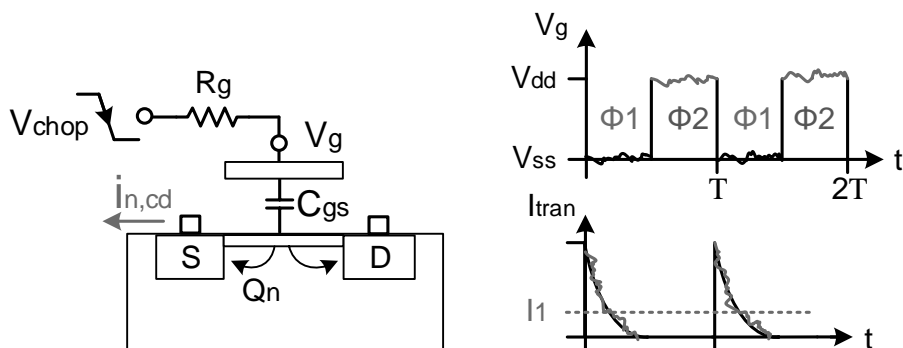 Rg
Vchop
Vg
in,cd
Cgs
S
D
Qn
Vg
Vdd
Φ1
Φ2
Φ1
Φ2
Vss
t
T
2T
Itran
I1
t